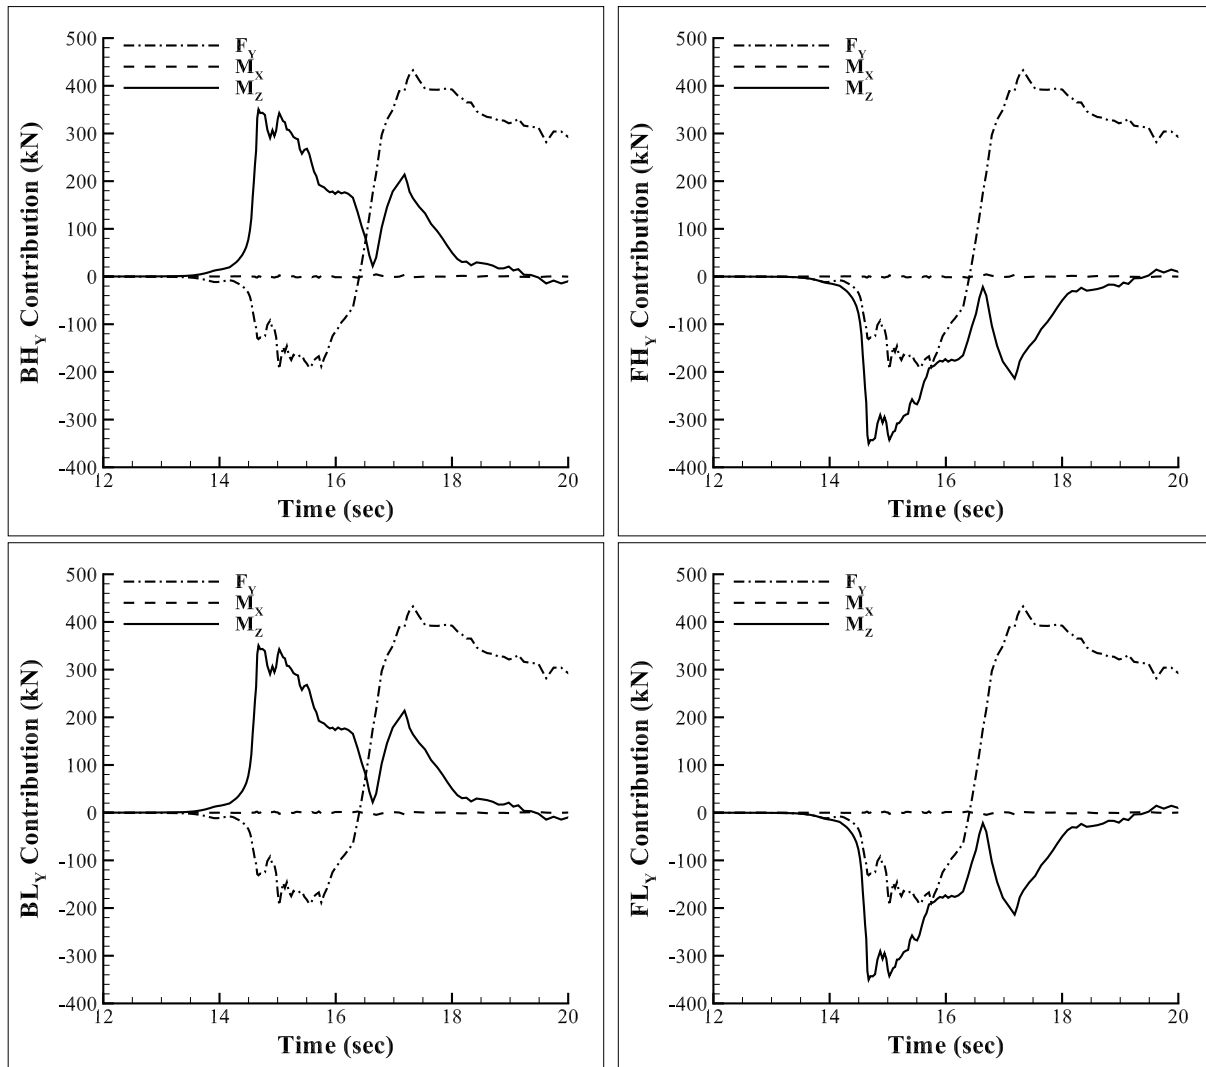 500
400
300
200
100
0
-100
-200
-300
-400
12 14 16 18 20
BH_Y Contribution (kN)
Time (sec)
F_Y
M_X
M_Z
500
400
300
200
100
0
-100
-200
-300
-400
12 14 16 18 20
FH_Y Contribution (kN)
Time (sec)
F_Y
M_X
M_Z
500
400
300
200
100
0
-100
-200
-300
-400
12 14 16 18 20
BL_Y Contribution (kN)
Time (sec)
F_Y
M_X
M_Z
500
400
300
200
100
0
-100
-200
-300
-400
12 14 16 18 20
FL_Y Contribution (kN)
Time (sec)
F_Y
M_X
M_Z